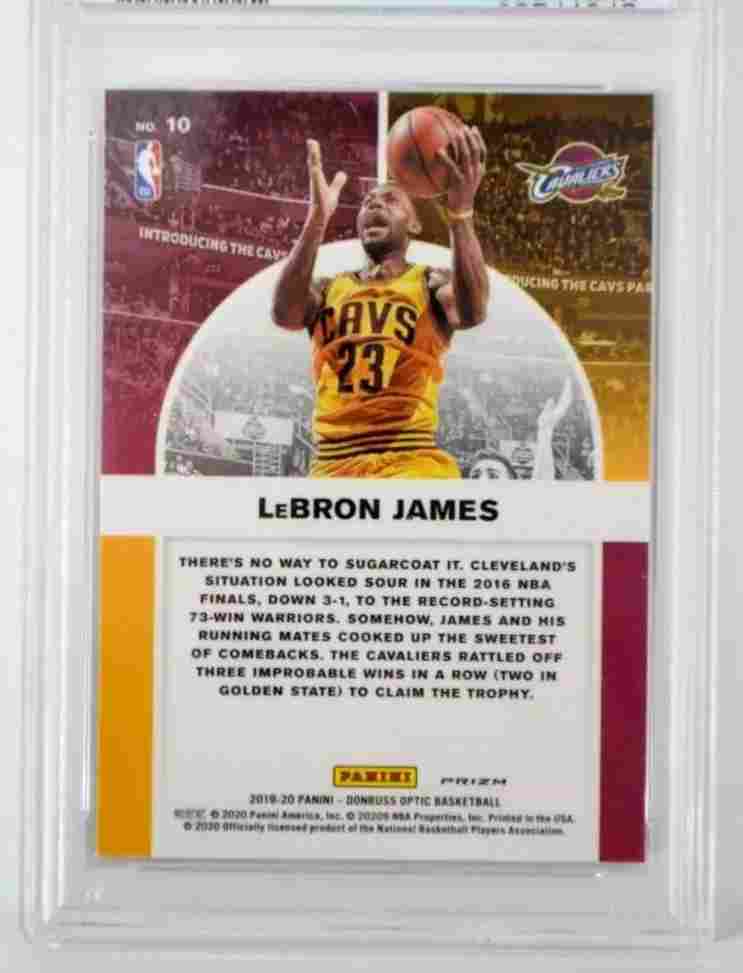 NO. 10
CAVALIERS
INTRODUCING THE CAVS
DUCING THE CAVS PAR
CAVS
23
LEBRON JAMES
THERE'S NO WAY TO SUGARCOAT IT. CLEVELAND'S
SITUATION LOOKED SOUR IN THE 2016 NBA
FINALS, DOWN 3-1, TO THE RECORD-SETTING
73-WIN WARRIORS. SOMEHOW, JAMES AND HIS
RUNNING MATES COOKED UP THE SWEETEST
OF COMEBACKS. THE CAVALIERS RATTLED OFF
THREE IMPROBABLE WINS IN A ROW (TWO IN
GOLDEN STATE) TO CLAIM THE TROPHY.
PANINI PRIZM
2019-20 PANINI - DONRUSS OPTIC BASKETBALL
© 2020 Panini America, Inc. © 2020 NBA Properties, Inc. Printed in the USA.
© 2020 Officially licensed product of the National Basketball Players Association.